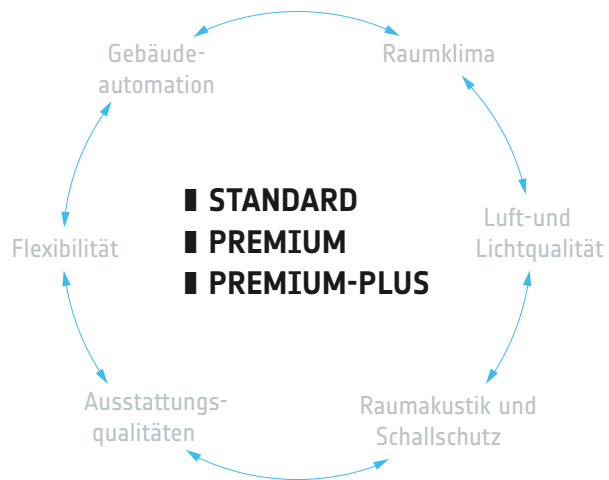 Gebäude-
automation
Raumklima
■ STANDARD
■ PREMIUM
■ PREMIUM-PLUS
Luft-und
Lichtqualität
Flexibilität
Ausstattungs-
qualitäten
Raumakustik und
Schallschutz